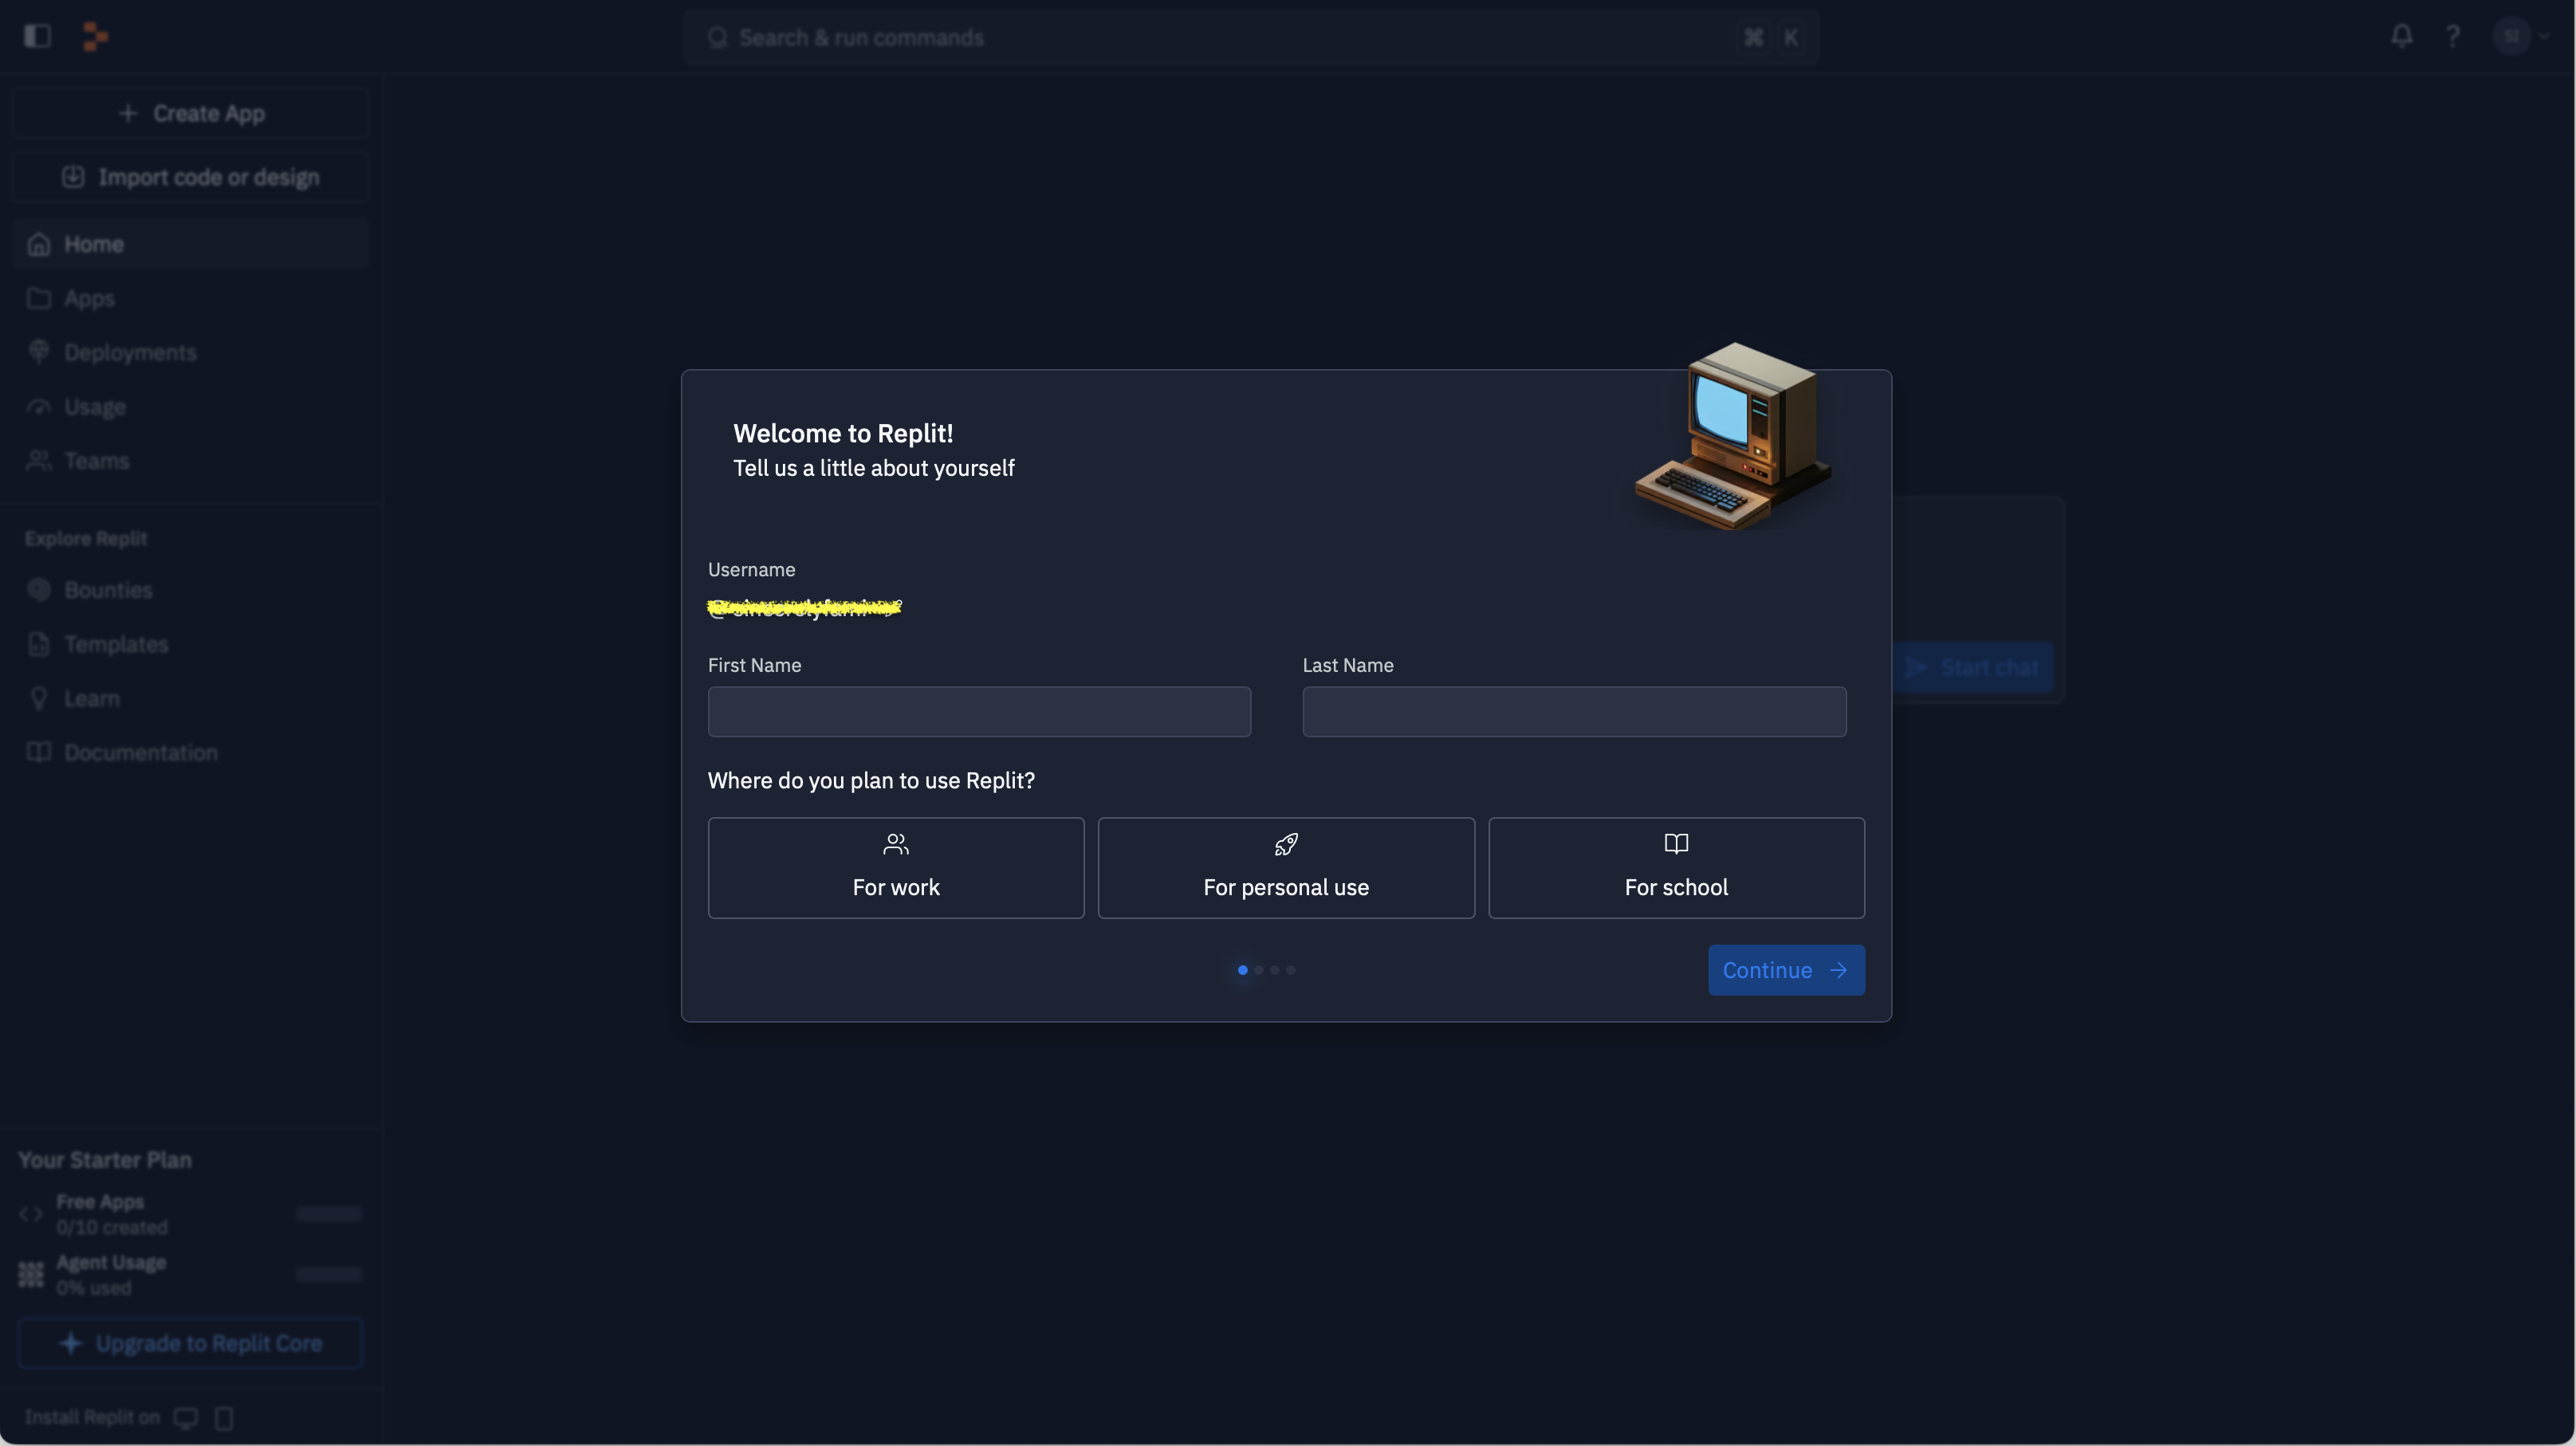 Search & run commands
⌘ K
SI
Create App
Import code or design
Home
Apps
Deployments
Usage
Teams
Explore Replit
Bounties
Templates
Learn
Documentation
Your Starter Plan
Free Apps
0/10 created
Agent Usage
0% used
Upgrade to Replit Core
Install Replit on
Welcome to Replit!
Tell us a little about yourself
Username
First Name
Last Name
Where do you plan to use Replit?
For work
For personal use
For school
Continue
Start chat